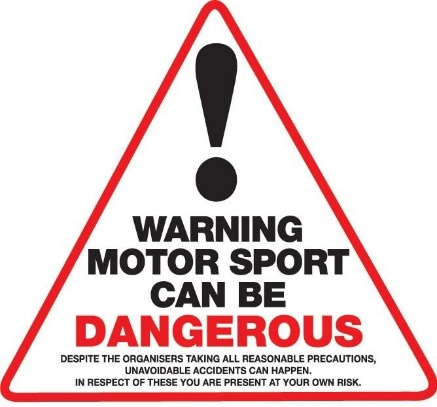 !
WARNING
MOTOR SPORT
CAN BE
DANGEROUS
DESPITE THE ORGANISERS TAKING ALL REASONABLE PRECAUTIONS,
UNAVOIDABLE ACCIDENTS CAN HAPPEN.
IN RESPECT OF THESE YOU ARE PRESENT AT YOUR OWN RISK.